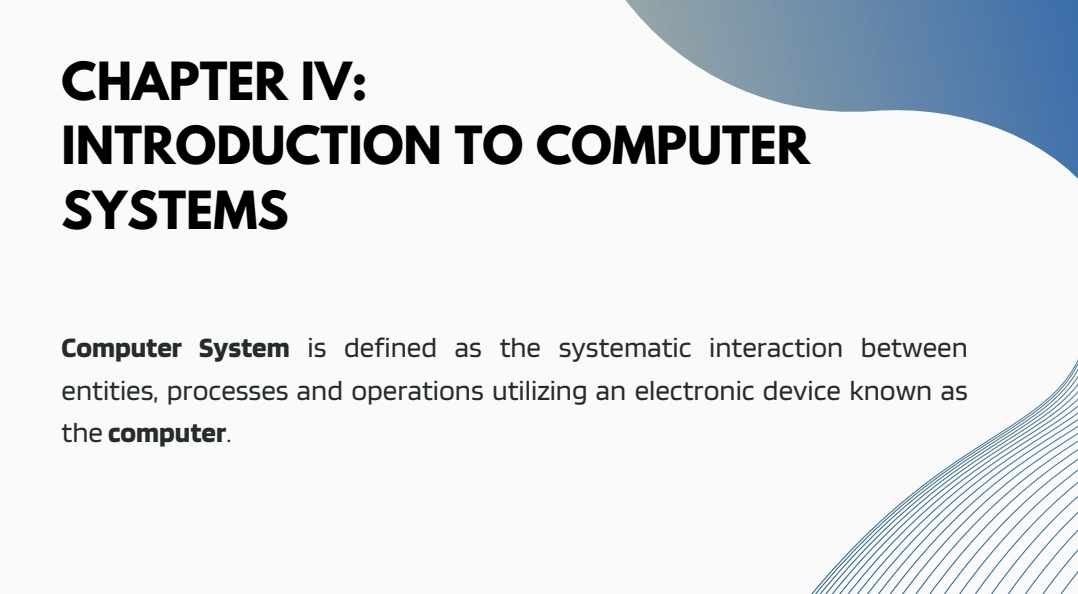 CHAPTER IV:
INTRODUCTION TO COMPUTER
SYSTEMS
Computer System is defined as the systematic interaction between
entities, processes and operations utilizing an electronic device known as
the computer.